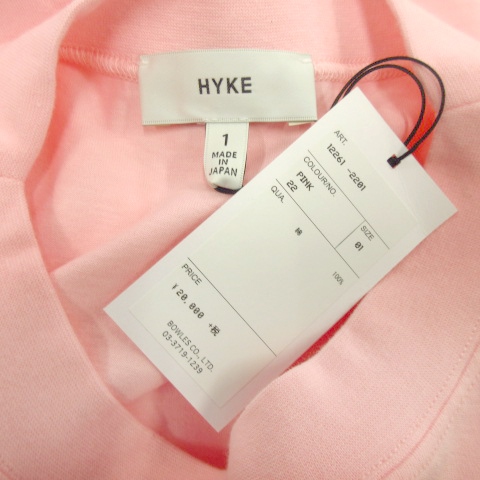 HYKE
1
MADE
IN
JAPAN
ART.
12261 -2201
COLOUR/NO.
PINK
22
SIZE
01
QUA.
綿
100%
PRICE
¥20,000 +税
BOWLES CO., LTD.
03-3719-1239